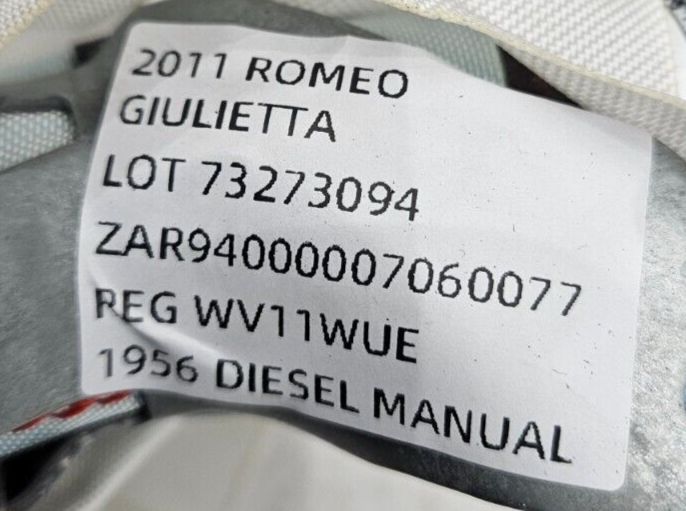 2011 ROMEO
GIULIETTA
LOT 73273094
ZAR94000007060077
REG WV11WUE
1956 DIESEL MANUAL